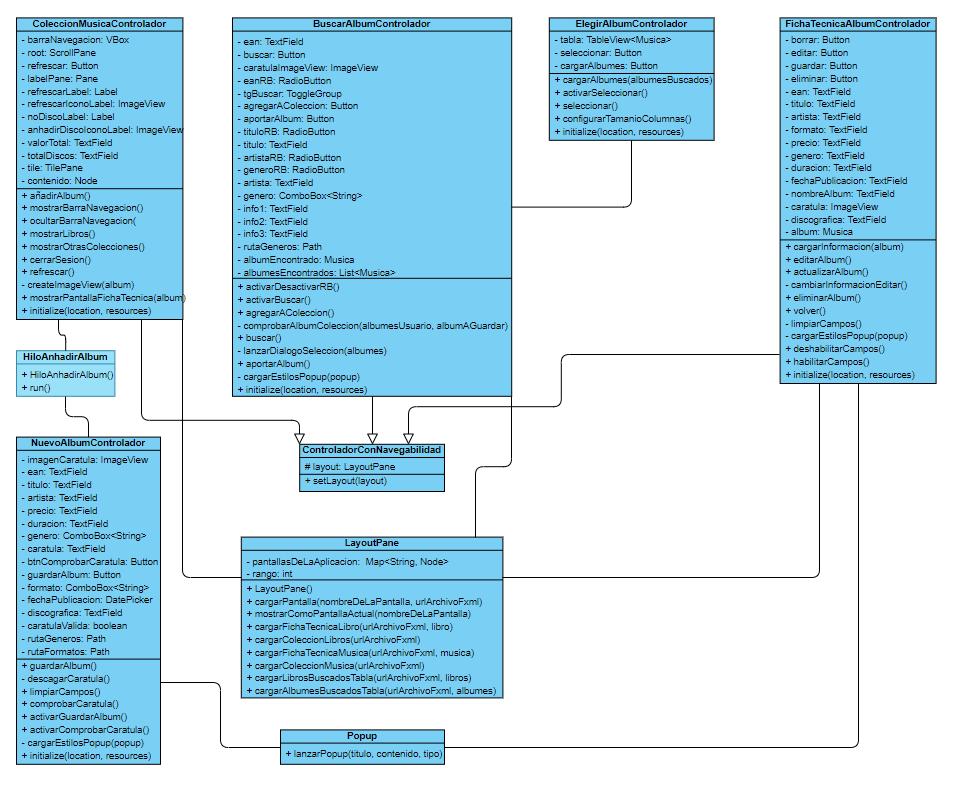 ColeccionMusicaControlador
- barraNavegacion: VBox
- root: ScrollPane
- refrescar: Button
- labelPane: Pane
- refrescarLabel: Label
- refrescarIconoLabel: ImageView
- noDiscoLabel: Label
- anhadirDiscoIconoLabel: ImageView
- valorTotal: TextField
- totalDiscos: TextField
- tile: TilePane
- contenido: Node
+ añadirAlbum()
+ mostrarBarraNavegacion()
+ ocultarBarraNavegacion(
+ mostrarLibros()
+ mostrarOtrasColecciones()
+ cerrarSesion()
+ refrescar()
- createImageView(album)
+ mostrarPantallaFichaTecnica(album)
+ initialize(location, resources)
BuscarAlbumControlador
- ean: TextField
- buscar: Button
- caratulaImageView: ImageView
- eanRB: RadioButton
- tgBuscar: ToggleGroup
- agregarAColeccion: Button
- aportarAlbum: Button
- tituloRB: RadioButton
- titulo: TextField
- artistaRB: RadioButton
- generoRB: RadioButton
- artista: TextField
- genero: ComboBox<String>
- info1: TextField
- info2: TextField
- info3: TextField
- rutaGeneros: Path
- albumEncontrado: Musica
- albumesEncontrados: List<Musica>
+ activarDesactivarRB()
+ activarBuscar()
+ agregarAColeccion()
- comprobarAlbumColeccion(albumesUsuario, albumAGuardar)
+ buscar()
- lanzarDialogoSeleccion(albumes)
+ aportarAlbum()
- cargarEstilosPopup(popup)
+ initialize(location, resources)
ElegirAlbumControlador
- tabla: TableView<Musica>
- seleccionar: Button
- cargarAlbumes: Button
+ cargarAlbumes(albumesBuscados)
+ activarSeleccionar()
+ seleccionar()
+ configurarTamanioColumnas()
+ initialize(location, resources)
FichaTecnicaAlbumControlador
- borrar: Button
- editar: Button
- guardar: Button
- eliminar: Button
- ean: TextField
- titulo: TextField
- artista: TextField
- formato: TextField
- precio: TextField
- genero: TextField
- duracion: TextField
- fechaPublicacion: TextField
- nombreAlbum: TextField
- caratula: ImageView
- discografica: TextField
- album: Musica
+ cargarInformacion(album)
+ editarAlbum()
+ actualizarAlbum()
- cambiarInformacionEditar()
+ eliminarAlbum()
+ volver()
- limpiarCampos()
- cargarEstilosPopup(popup)
+ deshabilitarCampos()
+ habilitarCampos()
+ initialize(location, resources)
HiloAnhadirAlbum
+ HiloAnhadirAlbum()
+ run()
ControladorConNavegabilidad
# layout: LayoutPane
+ setLayout(layout)
NuevoAlbumControlador
- imagenCaratula: ImageView
- ean: TextField
- titulo: TextField
- artista: TextField
- precio: TextField
- duracion: TextField
- genero: ComboBox<String>
- caratula: TextField
- btnComprobarCaratula: Button
- guardarAlbum: Button
- formato: ComboBox<String>
- fechaPublicacion: DatePicker
- discografica: TextField
- caratulaValida: boolean
- rutaGeneros: Path
- rutaFormatos: Path
+ guardarAlbum()
- descagarCaratula()
+ limpiarCampos()
+ comprobarCaratula()
+ activarGuardarAlbum()
+ activarComprobarCaratula()
- cargarEstilosPopup(popup)
+ initialize(location, resources)
LayoutPane
- pantallasDeLaAplicacion: Map<String, Node>
- rango: int
+ LayoutPane()
+ cargarPantalla(nombreDeLaPantalla, urlArchivoFxml)
+ mostrarComoPantallaActual(nombreDeLaPantalla)
+ cargarFichaTecnicaLibro(urlArchivoFxml, libro)
+ cargarColeccionLibros(urlArchivoFxml)
+ cargarFichaTecnicaMusica(urlArchivoFxml, musica)
+ cargarColeccionMusica(urlArchivoFxml)
+ cargarLibrosBuscadosTabla(urlArchivoFxml, libros)
+ cargarAlbumesBuscadosTabla(urlArchivoFxml, albumes)
Popup
+ lanzarPopup(titulo, contenido, tipo)